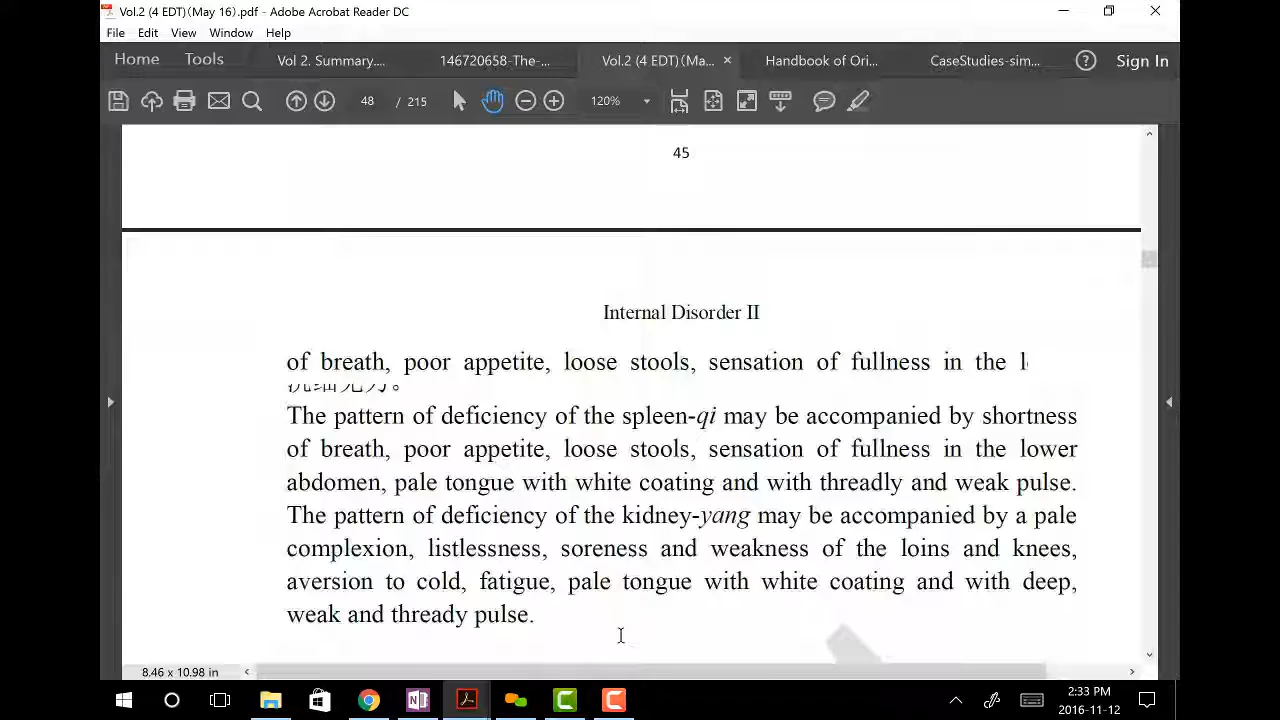 Vol.2 (4 EDT)(May 16).pdf - Adobe Acrobat Reader DC
File Edit View Window Help
Home Tools Vol 2. Summary.... 146720658-The-... Vol.2 (4 EDT)(Ma... × Handbook of Ori... CaseStudies-sim... ? Sign In
48 / 215 120%
45
Internal Disorder II
of breath, poor appetite, loose stools, sensation of fullness in the
The pattern of deficiency of the spleen-qi may be accompanied by shortness
of breath, poor appetite, loose stools, sensation of fullness in the lower
abdomen, pale tongue with white coating and with threadly and weak pulse.
The pattern of deficiency of the kidney-yang may be accompanied by a pale
complexion, listlessness, soreness and weakness of the loins and knees,
aversion to cold, fatigue, pale tongue with white coating and with deep,
weak and thready pulse.
8.46 x 10.98 in
2:33 PM
2016-11-12